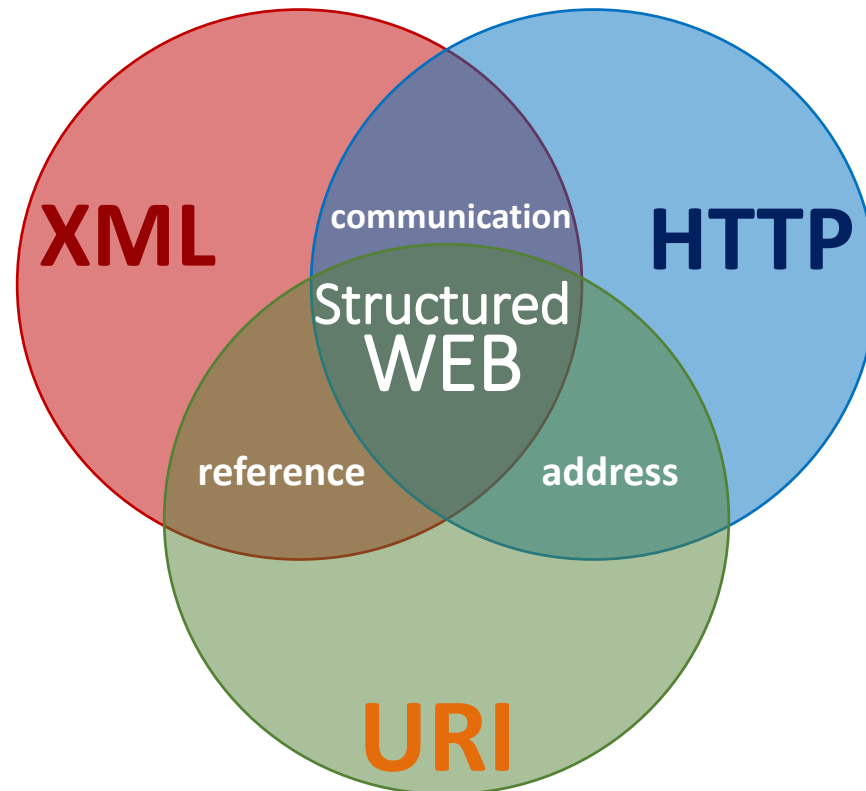 communication
XML
HTTP
Structured
WEB
reference
address
URI